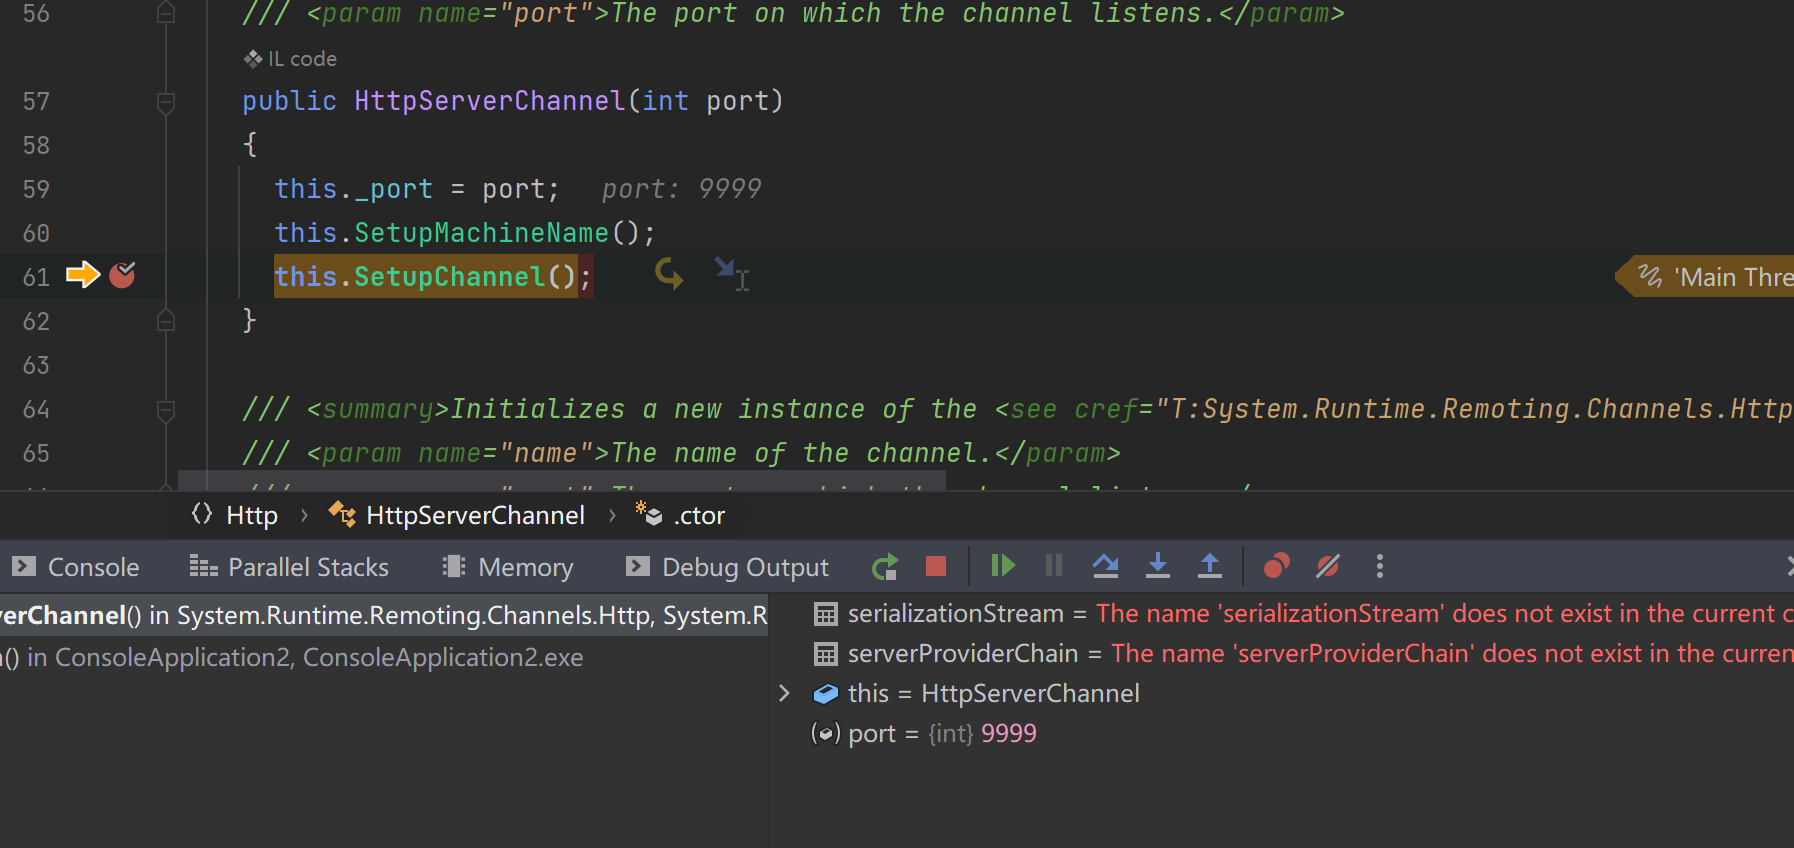 56 /// <param name="port">The port on which the channel listens.</param>
IL code
57 public HttpServerChannel(int port)
58 {
59 this._port = port; port: 9999
60 this.SetupMachineName();
61 this.SetupChannel(); 'Main Thre
62 }
63
64 /// <summary>Initializes a new instance of the <see cref="T:System.Runtime.Remoting.Channels.Http
65 /// <param name="name">The name of the channel.</param>
Http › HttpServerChannel › .ctor
Console Parallel Stacks Memory Debug Output
verChannel() in System.Runtime.Remoting.Channels.Http, System.R
() in ConsoleApplication2, ConsoleApplication2.exe
serializationStream = The name 'serializationStream' does not exist in the current c
serverProviderChain = The name 'serverProviderChain' does not exist in the curren
this = HttpServerChannel
port = {int} 9999